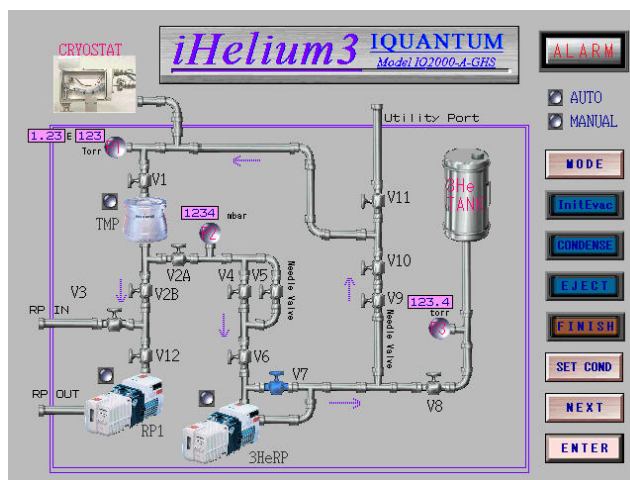 CRYOSTAT
iHelium3
IQUANTUM
Model IQ2000-A-GHS
ALARM
AUTO
MANUAL
Utility Port
1.23 E 123
Torr
1
MODE
V1
3He
TANK
V11
InitEvac
TMP
1234
mbar
2
CONDENSE
V2A
V4
V5
Needle Valve
V10
V3
V2B
V9
EJECT
RP IN
123.4
torr
3
Needle Valve
FINISH
V12
V6
V7
SET COND
RP OUT
V8
NEXT
RP1
3HeRP
ENTER